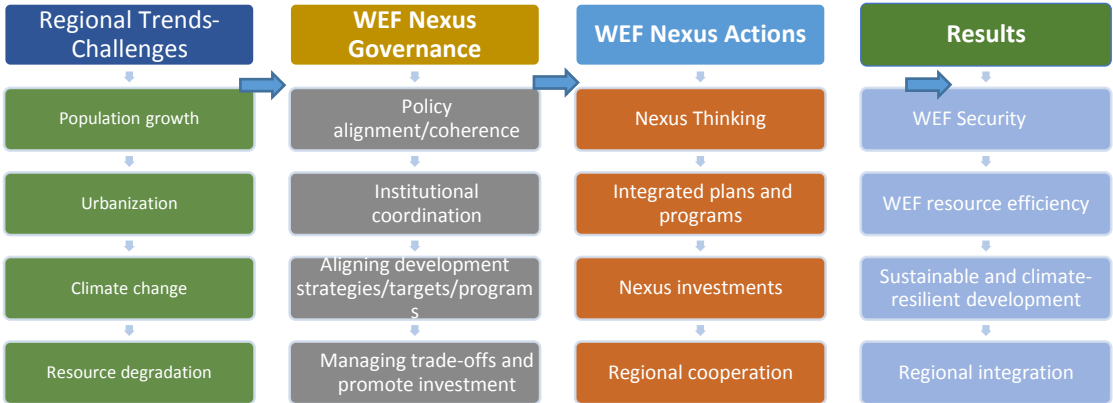 Regional Trends-
Challenges
Population growth
Urbanization
Climate change
Resource degradation
WEF Nexus
Governance
Policy
alignment/coherence
Institutional
coordination
Aligning development
strategies/targets/program
s
Managing trade-offs and
promote investment
WEF Nexus Actions
Nexus Thinking
Integrated plans and
programs
Nexus investments
Regional cooperation
Results
WEF Security
WEF resource efficiency
Sustainable and climate-
resilient development
Regional integration